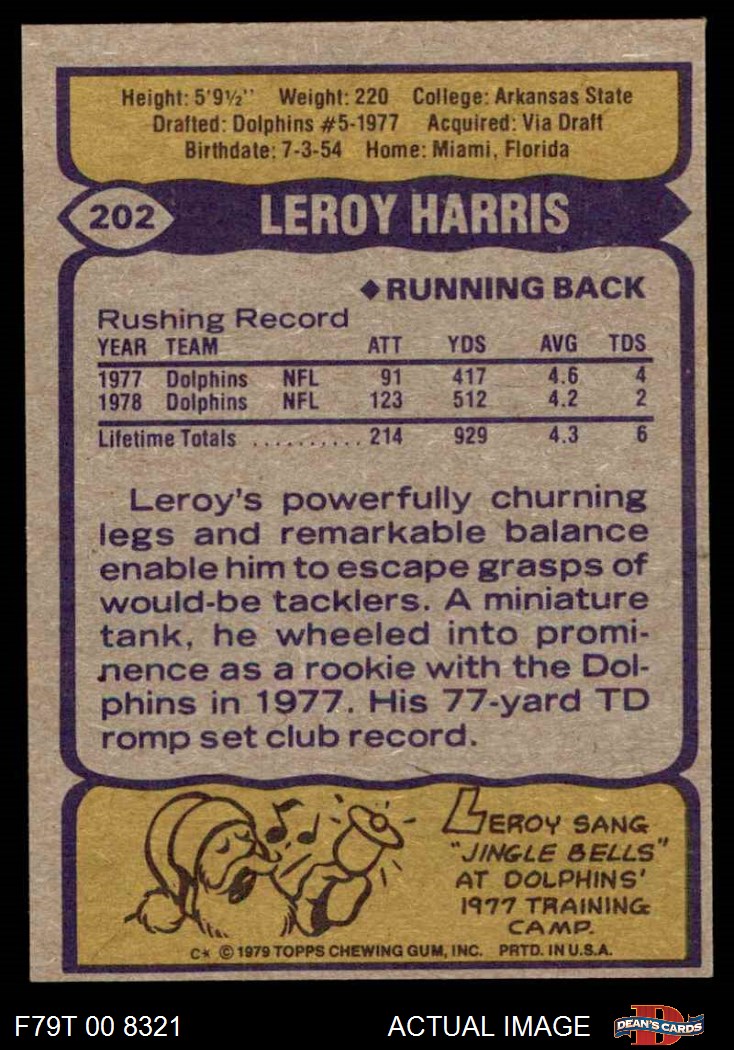 Height: 5'9½" Weight: 220 College: Arkansas State
Drafted: Dolphins #5-1977 Acquired: Via Draft
Birthdate: 7-3-54 Home: Miami, Florida
202 LEROY HARRIS
◆RUNNING BACK
Rushing Record
YEAR TEAM ATT YDS AVG TDS
1977 Dolphins NFL 91 417 4.6 4
1978 Dolphins NFL 123 512 4.2 2
Lifetime Totals .......... 214 929 4.3 6
Leroy's powerfully churning
legs and remarkable balance
enable him to escape grasps of
would-be tacklers. A miniature
tank, he wheeled into promi-
nence as a rookie with the Dol-
phins in 1977. His 77-yard TD
romp set club record.
LEROY SANG
"JINGLE BELLS"
AT DOLPHINS'
1977 TRAINING
CAMP.
C* © 1979 TOPPS CHEWING GUM, INC. PRTD. IN U.S.A.
F79T 00 8321 ACTUAL IMAGE D DEAN'S CARDS